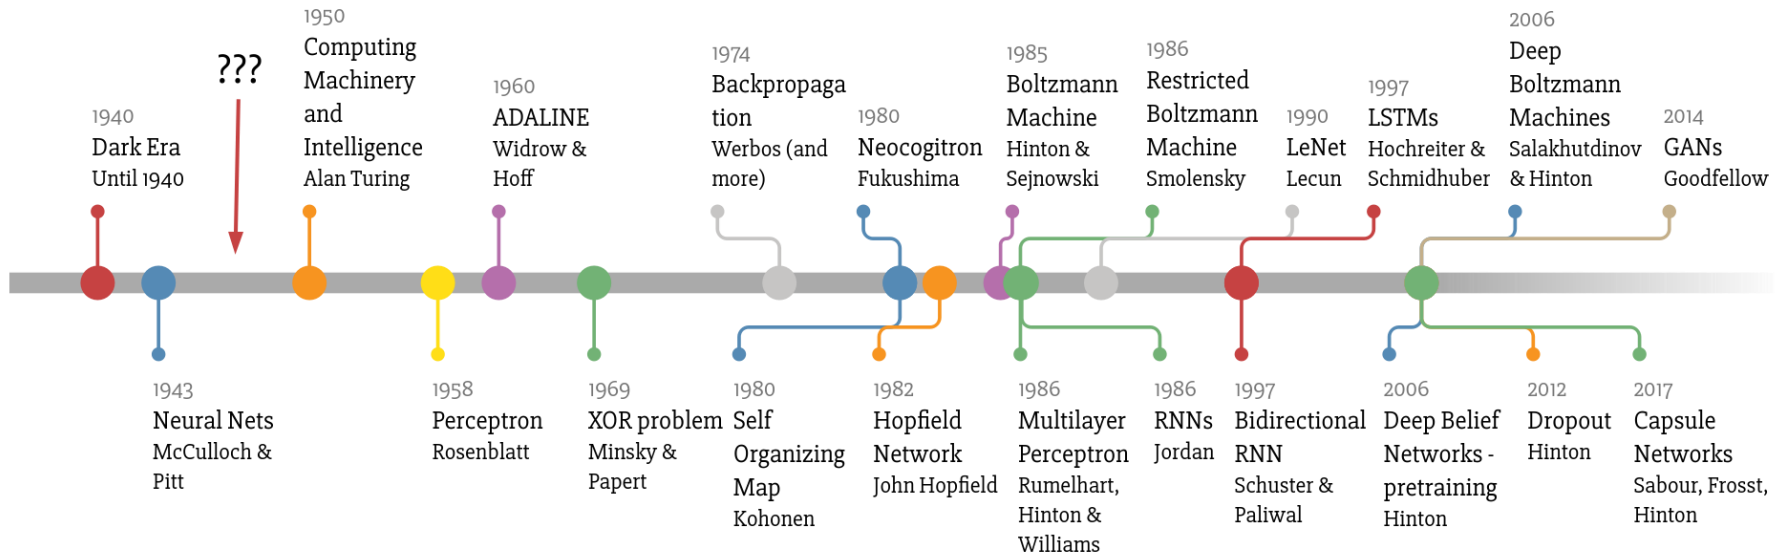 ???
1940
Dark Era
Until 1940
1950
Computing
Machinery
and
Intelligence
Alan Turing
1960
ADALINE
Widrow &
Hoff
1974
Backpropaga
tion
Werbos (and
more)
1980
Neocogitron
Fukushima
1985
Boltzmann
Machine
Hinton &
Sejnowski
1986
Restricted
Boltzmann
Machine
Smolensky
1990
LeNet
Lecun
1997
LSTMs
Hochreiter &
Schmidhuber
2006
Deep
Boltzmann
Machines
Salakhutdinov
& Hinton
2014
GANs
Goodfellow
1943
Neural Nets
McCulloch &
Pitt
1958
Perceptron
Rosenblatt
1969
XOR problem
Minsky &
Papert
1980
Self
Organizing
Map
Kohonen
1982
Hopfield
Network
John Hopfield
1986
Multilayer
Perceptron
Rumelhart,
Hinton &
Williams
1986
RNNs
Jordan
1997
Bidirectional
RNN
Schuster &
Paliwal
2006
Deep Belief
Networks -
pretraining
Hinton
2012
Dropout
Hinton
2017
Capsule
Networks
Sabour, Frosst,
Hinton